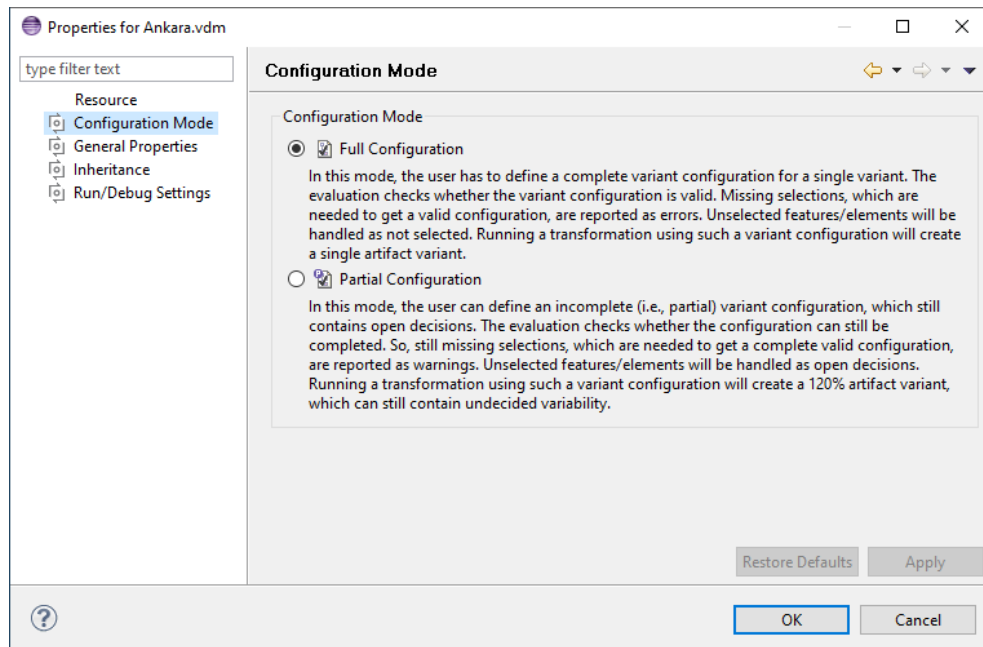 Properties for Ankara.vdm
type filter text
Resource
Configuration Mode
General Properties
Inheritance
Run/Debug Settings
Configuration Mode
Configuration Mode
Full Configuration
In this mode, the user has to define a complete variant configuration for a single variant. The
evaluation checks whether the variant configuration is valid. Missing selections, which are
needed to get a valid configuration, are reported as errors. Unselected features/elements will be
handled as not selected. Running a transformation using such a variant configuration will create
a single artifact variant.
Partial Configuration
In this mode, the user can define an incomplete (i.e., partial) variant configuration, which still
contains open decisions. The evaluation checks whether the configuration can still be
completed. So, still missing selections, which are needed to get a complete valid configuration,
are reported as warnings. Unselected features/elements will be handled as open decisions.
Running a transformation using such a variant configuration will create a 120% artifact variant,
which can still contain undecided variability.
Restore Defaults
Apply
OK
Cancel